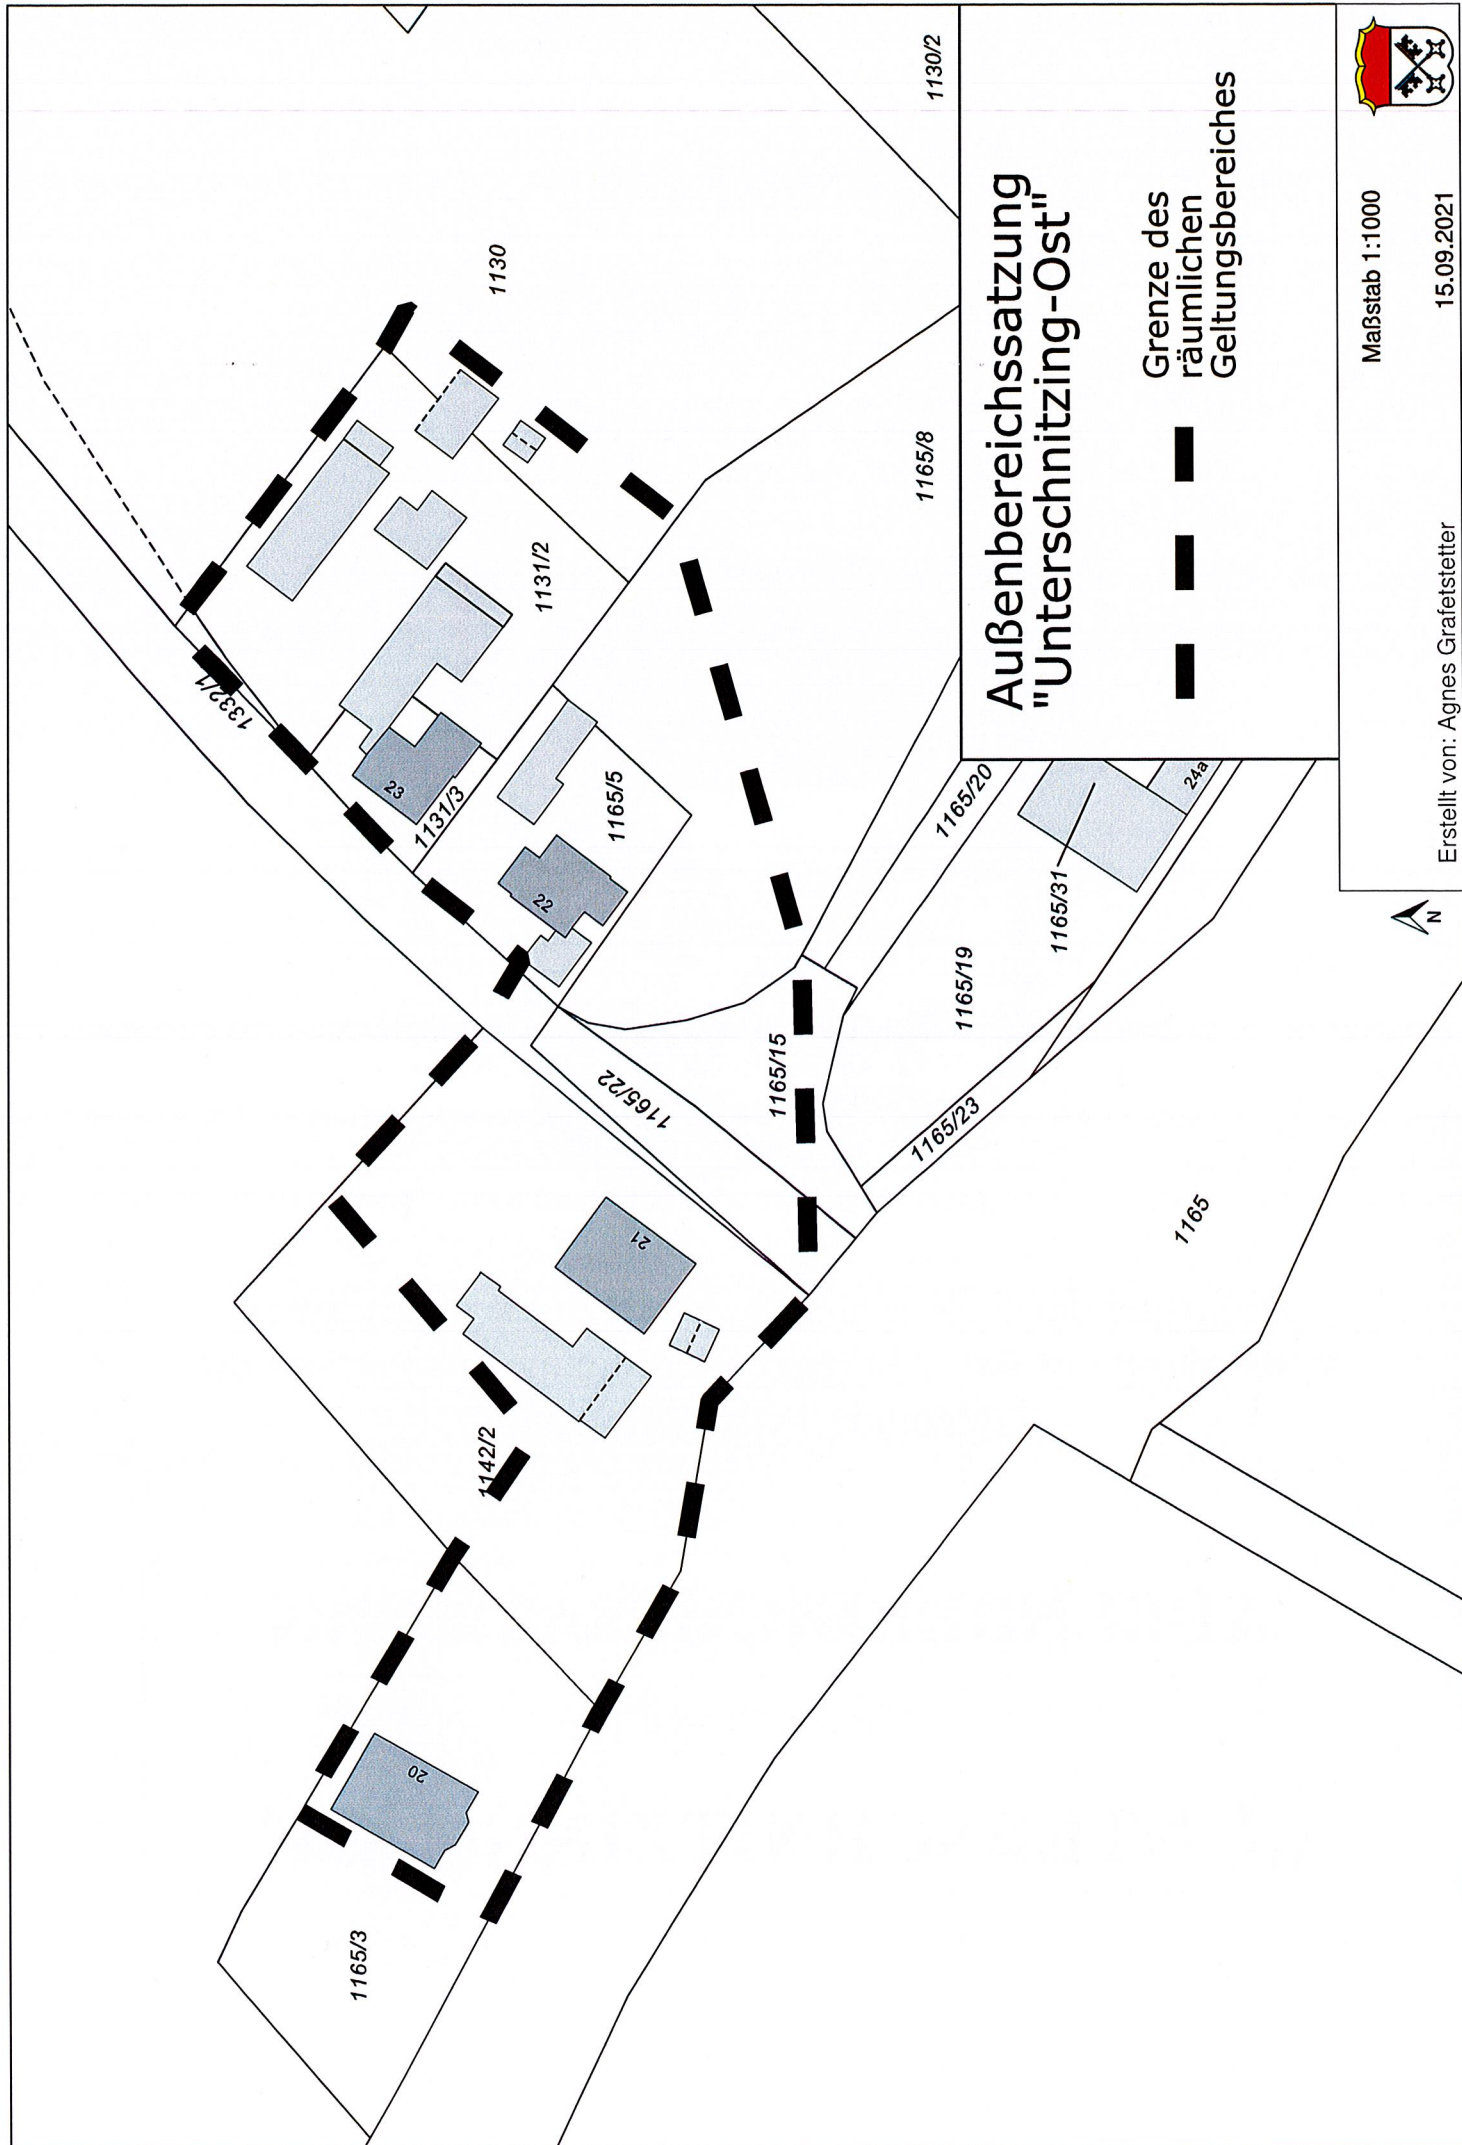 1130/2
1130
1165/8
1131/2
1332/1
23
1131/3
1165/5
22
1165/20
24a
1165/31
1165/19
1165/15
1165/22
1165/23
21
1165
1142/2
20
1165/3
Außenbereichssatzung
"Unterschnitzing-Ost"
Grenze des
räumlichen
Geltungsbereiches
Maßstab 1:1000
15.09.2021
Erstellt von: Agnes Grafetstetter
N